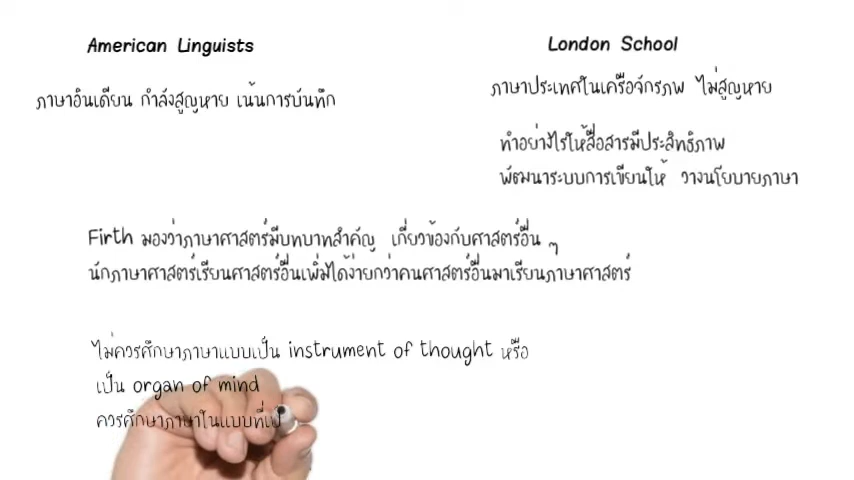 American Linguists
ภาษาอินเดียน กำลังสูญหาย เน้นการบันทึก
London School
ภาษาประเทศในเครือจักรภพ ไม่สูญหาย
ทำอย่างไรให้สื่อสารมีประสิทธิภาพ
พัฒนาระบบการเขียนให้ วางนโยบายภาษา
Firth มองว่าภาษาศาสตร์มีบทบาทสำคัญ เกี่ยวข้องกับศาสตร์อื่น ๆ
นักภาษาศาสตร์เรียนศาสตร์อื่นเพิ่มได้ง่ายกว่าคนศาสตร์อื่นมาเรียนภาษาศาสตร์
ไม่ควรศึกษาภาษาแบบเป็น instrument of thought หรือ
เป็น organ of mind
ควรศึกษาภาษาในแบบที่